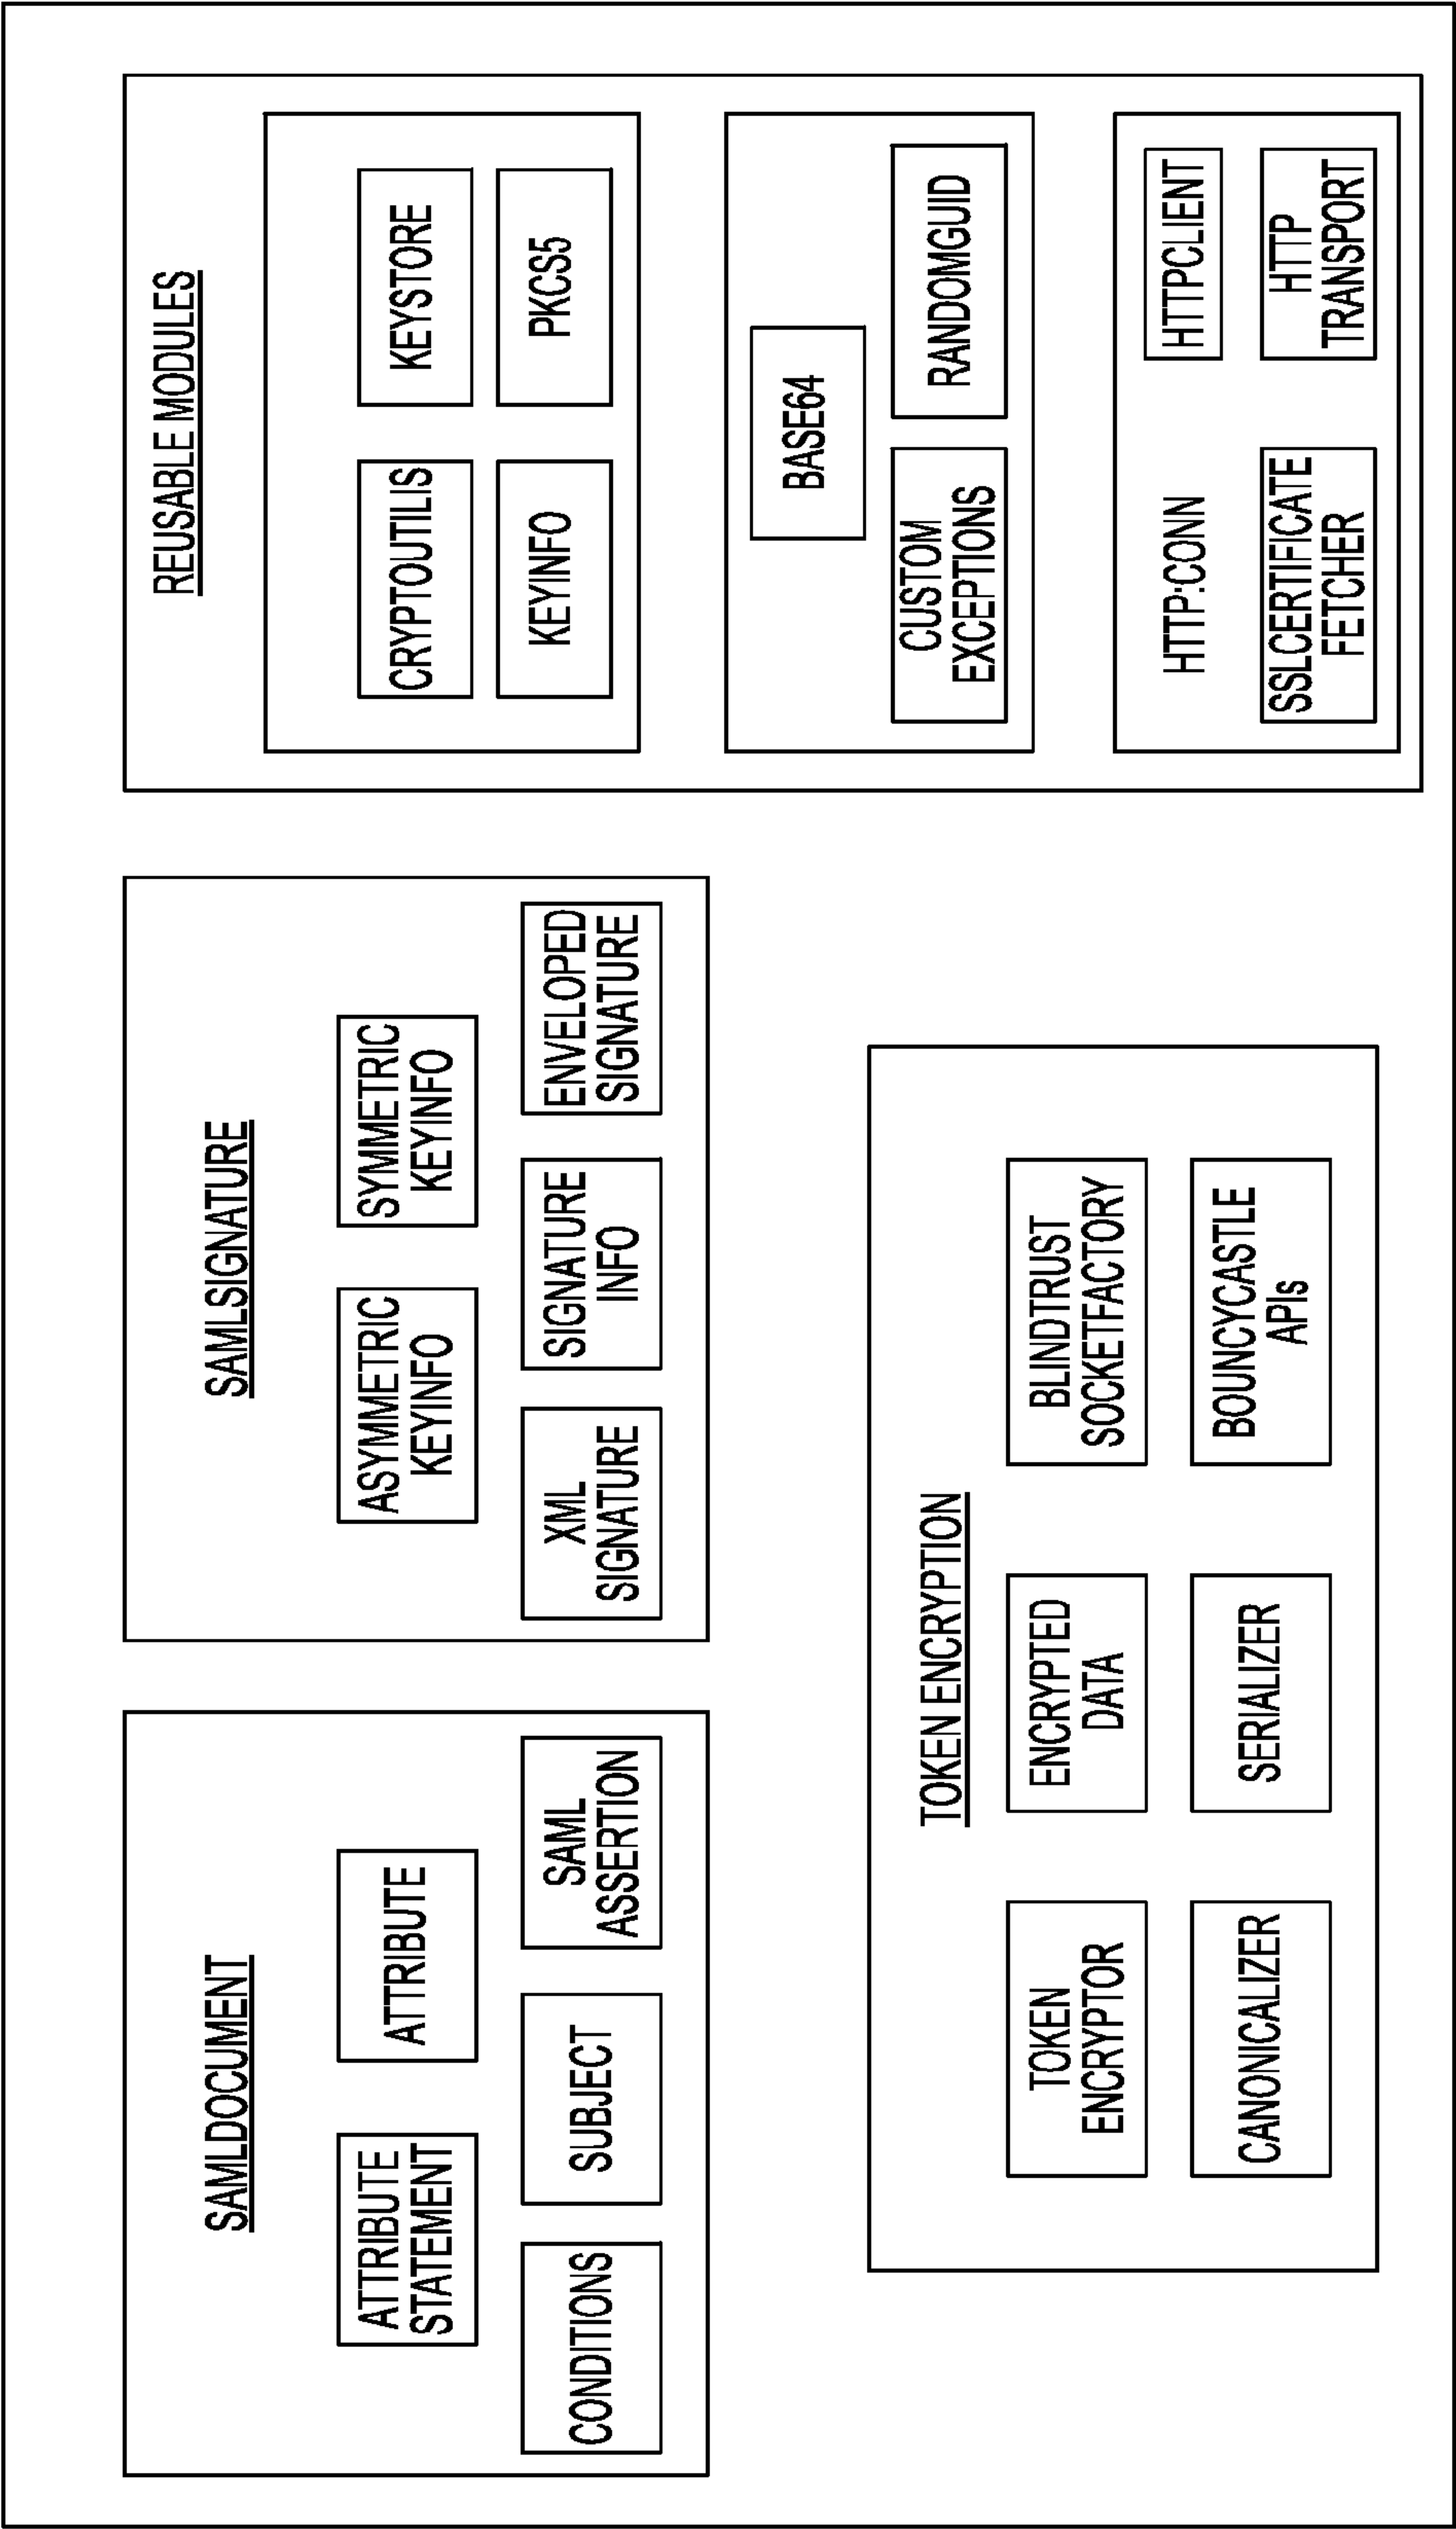 SAMLDOCUMENT
ATTRIBUTE
STATEMENT
ATTRIBUTE
CONDITIONS
SUBJECT
SAML
ASSERTION
SAMLSIGNATURE
ASYMMETRIC
KEYINFO
SYMMETRIC
KEYINFO
XML
SIGNATURE
SIGNATURE
INFO
ENVELOPED
SIGNATURE
TOKEN ENCRYPTION
TOKEN
ENCRYPTOR
ENCRYPTED
DATA
BLINDTRUST
SOCKETFACTORY
CANONICALIZER
SERIALIZER
BOUNCYCASTLE
APIs
REUSABLE MODULES
CRYPTOUTILIS
KEYSTORE
KEYINFO
PKCS5
BASE64
CUSTOM
EXCEPTIONS
RANDOMGUID
HTTP:CONN
HTTPCLIENT
SSLCERTIFICATE
FETCHER
HTTP
TRANSPORT